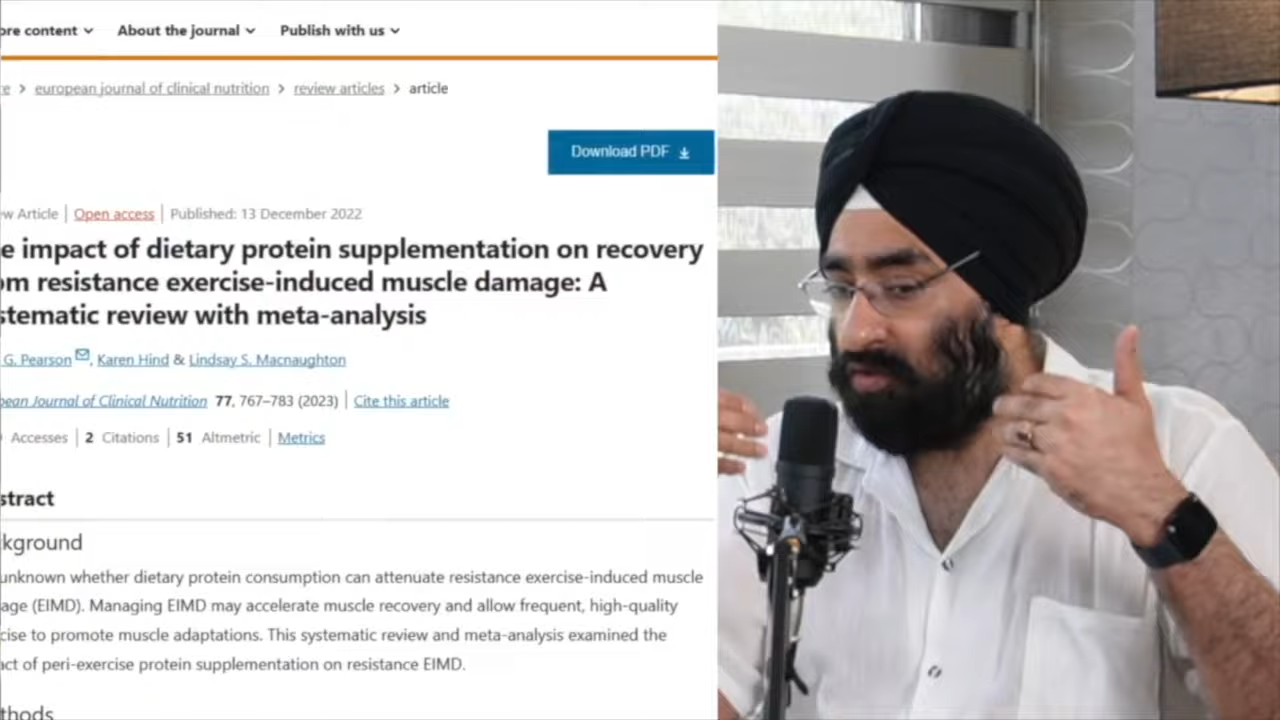 ore content
About the journal
Publish with us
e > european journal of clinical nutrition > review articles > article
Download PDF
ew Article | Open access | Published: 13 December 2022
e impact of dietary protein supplementation on recovery
om resistance exercise-induced muscle damage: A
stematic review with meta-analysis
G. Pearson, Karen Hind & Lindsay S. Macnaughton
pean Journal of Clinical Nutrition 77, 767–783 (2023) | Cite this article
Accesses | 2 Citations | 51 Altmetric | Metrics
stract
kground
unknown whether dietary protein consumption can attenuate resistance exercise-induced muscle
age (EIMD). Managing EIMD may accelerate muscle recovery and allow frequent, high-quality
cise to promote muscle adaptations. This systematic review and meta-analysis examined the
ct of peri-exercise protein supplementation on resistance EIMD.
thods